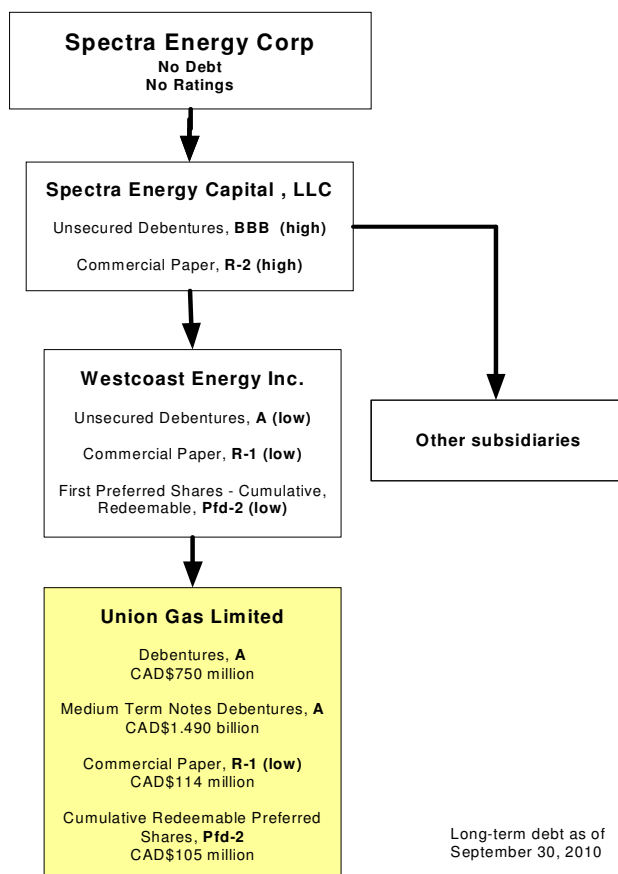 Spectra Energy Corp
No Debt
No Ratings
Spectra Energy Capital , LLC
Unsecured Debentures, BBB (high)
Commercial Paper, R-2 (high)
Westcoast Energy Inc.
Unsecured Debentures, A (low)
Commercial Paper, R-1 (low)
First Preferred Shares - Cumulative,
Redeemable, Pfd-2 (low)
Other subsidiaries
Union Gas Limited
Debentures, A
CAD$750 million
Medium Term Notes Debentures, A
CAD$1.490 billion
Commercial Paper, R-1 (low)
CAD$114 million
Cumulative Redeemable Preferred
Shares, Pfd-2
CAD$105 million
Long-term debt as of
September 30, 2010